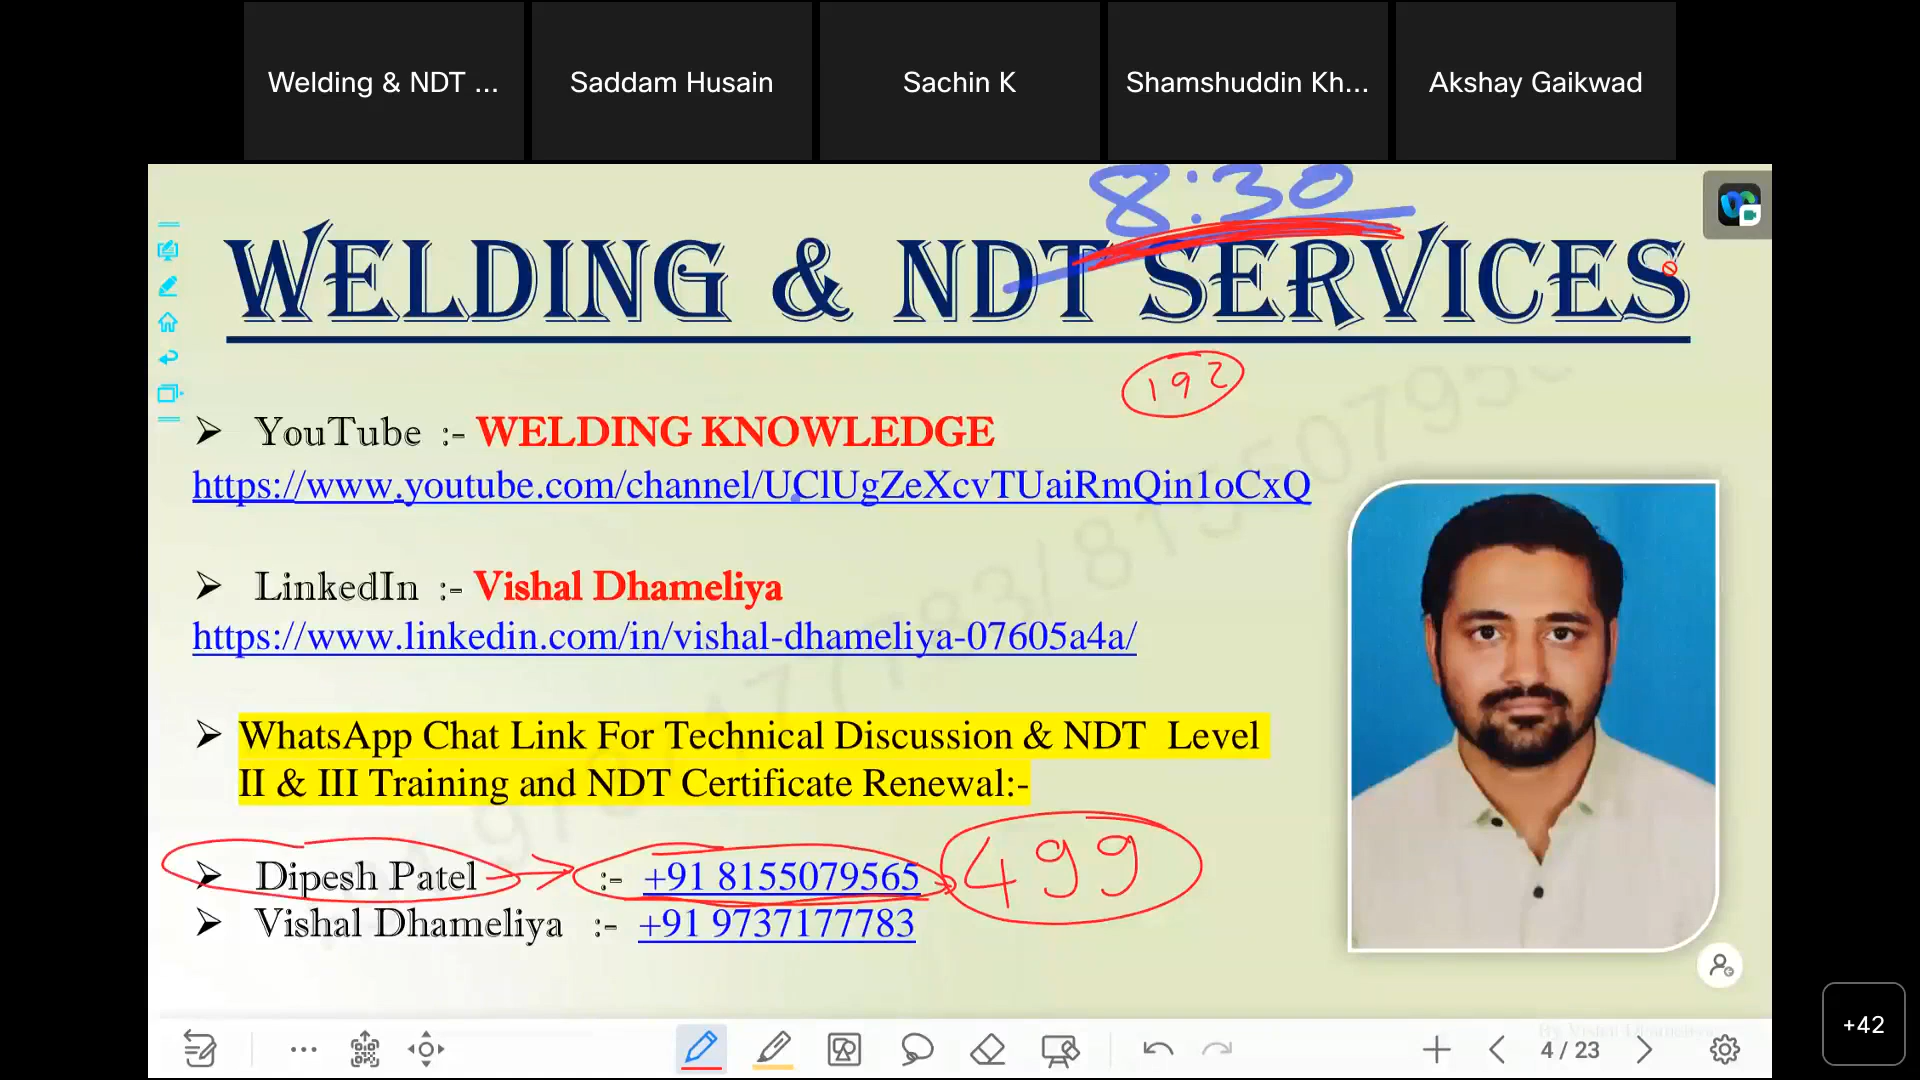 Welding & NDT ...
Saddam Husain
Sachin K
Shamshuddin Kh...
Akshay Gaikwad
8:30
WELDING & NDT SERVICES
192
➢ YouTube :- WELDING KNOWLEDGE
https://www.youtube.com/channel/UClUgZeXcvTUaiRmQin1oCxQ
➢ LinkedIn :- Vishal Dhameliya
https://www.linkedin.com/in/vishal-dhameliya-07605a4a/
➢ WhatsApp Chat Link For Technical Discussion & NDT Level
II & III Training and NDT Certificate Renewal:-
➢ Dipesh Patel :- +91 8155079565 499
➢ Vishal Dhameliya :- +91 9737177783
+42
4 / 23